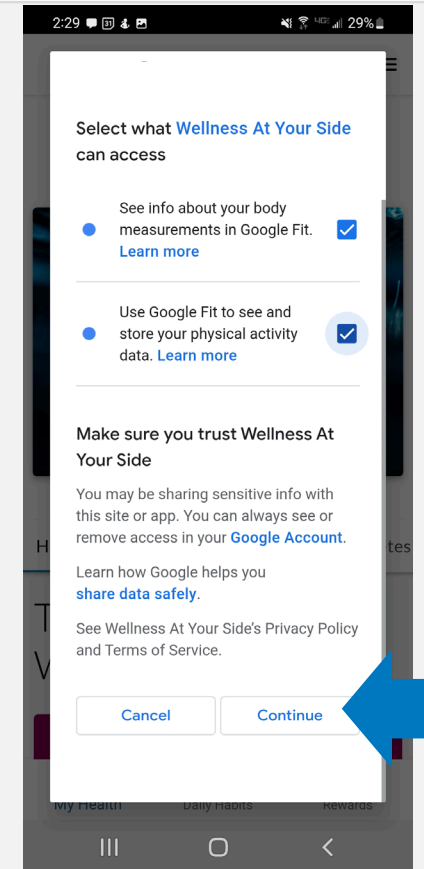 2:29 31 4G 29%
Select what Wellness At Your Side
can access
See info about your body
measurements in Google Fit.
Learn more
Use Google Fit to see and
store your physical activity
data. Learn more
Make sure you trust Wellness At
Your Side
You may be sharing sensitive info with
this site or app. You can always see or
remove access in your Google Account.
Learn how Google helps you
share data safely.
See Wellness At Your Side's Privacy Policy
and Terms of Service.
Cancel Continue
My Health Daily Habits Rewards